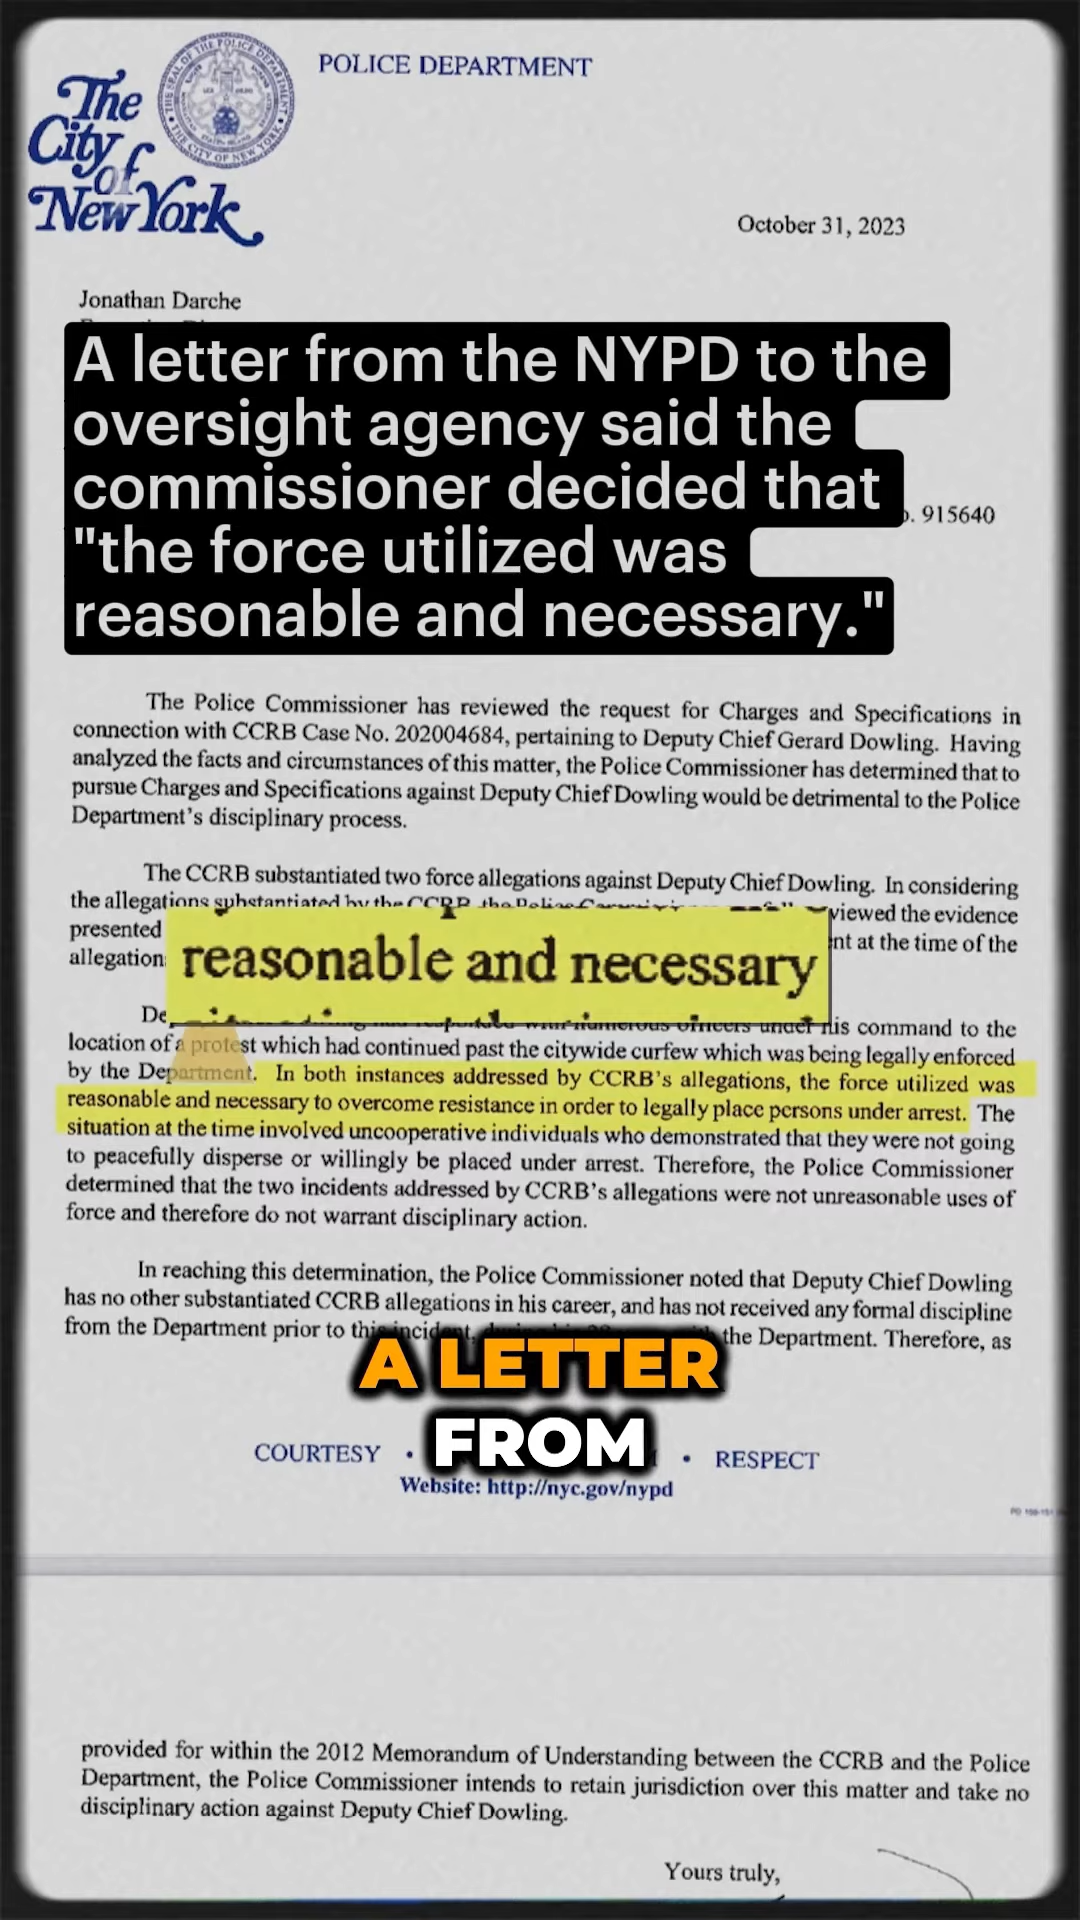 The
City
of
New York
POLICE DEPARTMENT
October 31, 2023
Jonathan Darche
A letter from the NYPD to the
oversight agency said the
commissioner decided that
"the force utilized was
reasonable and necessary."
. 915640
The Police Commissioner has reviewed the request for Charges and Specifications in
connection with CCRB Case No. 202004684, pertaining to Deputy Chief Gerard Dowling. Having
analyzed the facts and circumstances of this matter, the Police Commissioner has determined that to
pursue Charges and Specifications against Deputy Chief Dowling would be detrimental to the Police
Department's disciplinary process.
The CCRB substantiated two force allegations against Deputy Chief Dowling. In considering
the allegations substantiated by the CCRB, the Police viewed the evidence
presented nt at the time of the
allegation
reasonable and necessary
De with numerous officers under his command to the
location of a protest which had continued past the citywide curfew which was being legally enforced
by the Department. In both instances addressed by CCRB's allegations, the force utilized was
reasonable and necessary to overcome resistance in order to legally place persons under arrest. The
situation at the time involved uncooperative individuals who demonstrated that they were not going
to peacefully disperse or willingly be placed under arrest. Therefore, the Police Commissioner
determined that the two incidents addressed by CCRB's allegations were not unreasonable uses of
force and therefore do not warrant disciplinary action.
In reaching this determination, the Police Commissioner noted that Deputy Chief Dowling
has no other substantiated CCRB allegations in his career, and has not received any formal discipline
from the Department prior to this incident, the Department. Therefore, as
A LETTER
FROM
COURTESY • • RESPECT
Website: http://nyc.gov/nypd
provided for within the 2012 Memorandum of Understanding between the CCRB and the Police
Department, the Police Commissioner intends to retain jurisdiction over this matter and take no
disciplinary action against Deputy Chief Dowling.
Yours truly,